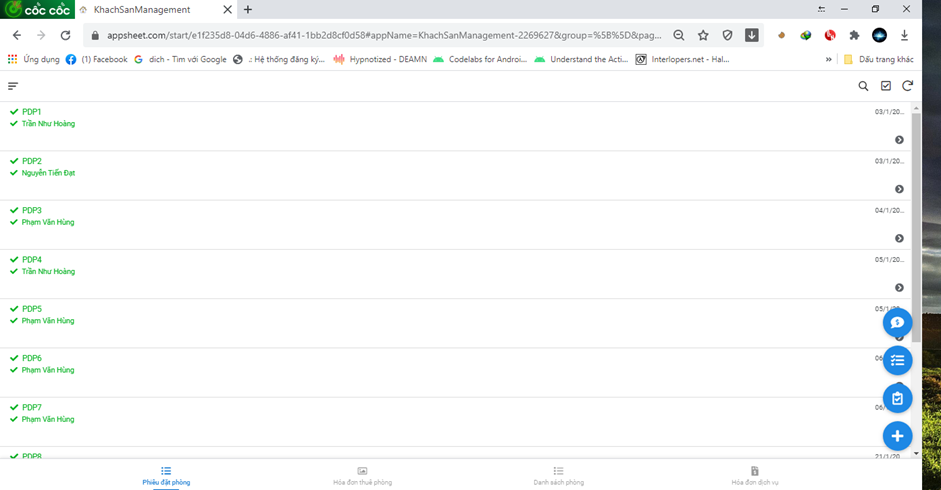 CỐC CỐC
KhachSanManagement
appsheet.com/start/e1f235d8-04d6-4886-af41-1bb2d8cf0d58#appName=KhachSanManagement-2269627&group=%5B%5D&pag...
Ứng dụng
(1) Facebook
dich - Tìm với Google
.: Hệ thống đăng ký...
Hypnotized - DEAMN
Codelabs for Androi...
Understand the Acti...
Interlopers.net - Hal...
»
Dấu trang khác
PDP1
03/1/20...
Trần Như Hoàng
PDP2
03/1/20...
Nguyễn Tiến Đạt
PDP3
04/1/20...
Phạm Văn Hùng
PDP4
05/1/20...
Trần Như Hoàng
PDP5
05/1/20...
Phạm Văn Hùng
PDP6
06
Phạm Văn Hùng
PDP7
06/
Phạm Văn Hùng
PDP8
21/1/20...
Phiếu đặt phòng
Hóa đơn thuê phòng
Danh sách phòng
Hóa đơn dịch vụ